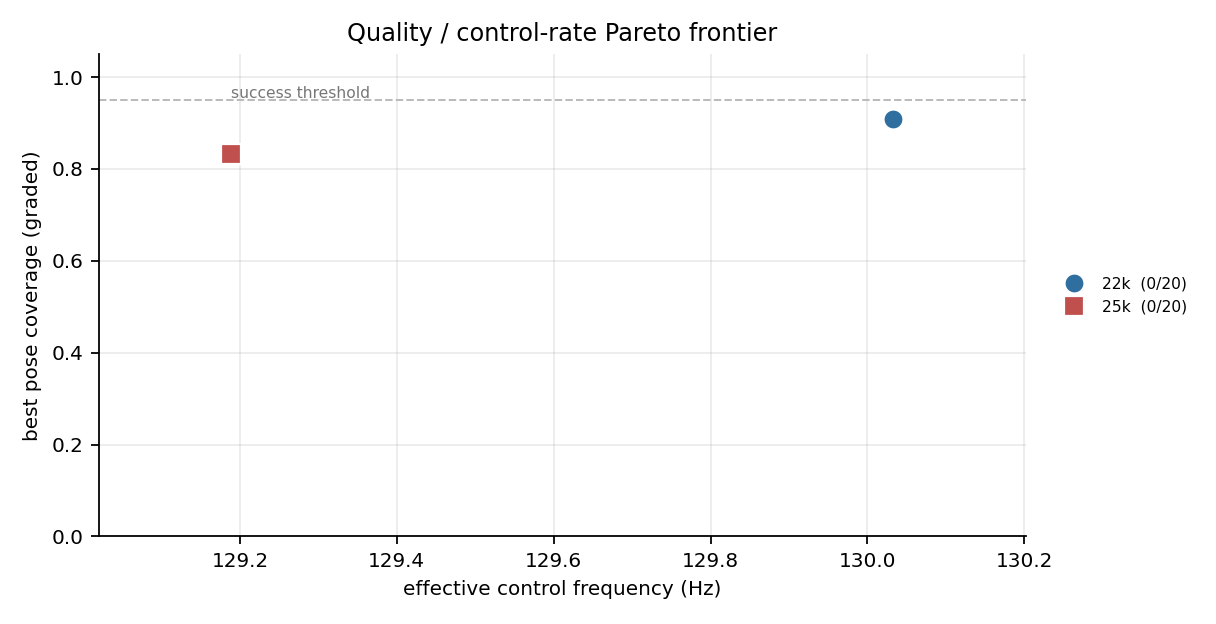 Quality / control-rate Pareto frontier
best pose coverage (graded)
1.0
0.8
0.6
0.4
0.2
0.0
success threshold
129.2 129.4 129.6 129.8 130.0 130.2
effective control frequency (Hz)
22k (0/20)
25k (0/20)